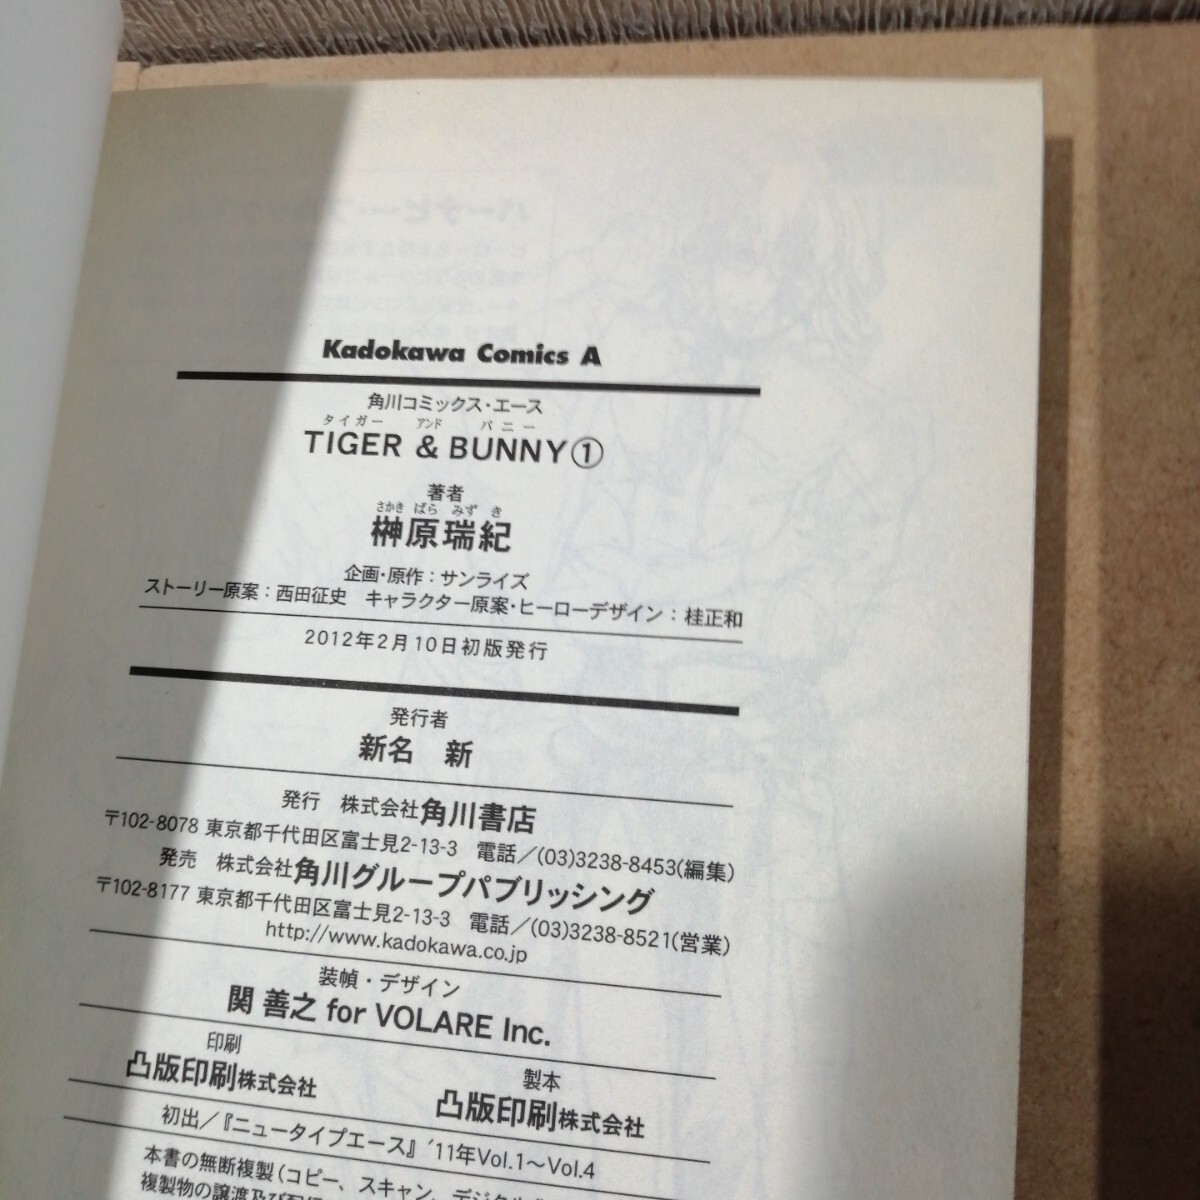 Kadokawa Comics A
角川コミックス・エース
タイガー アンド バニー
TIGER & BUNNY①
著者
さかき ばら みず き
榊原瑞紀
企画・原作：サンライズ
ストーリー原案：西田征史　キャラクター原案・ヒーローデザイン：桂正和
2012年2月10日初版発行
発行者
新名　新
発行　株式会社角川書店
〒102-8078 東京都千代田区富士見2-13-3　電話／(03)3238-8453(編集)
発売　株式会社角川グループパブリッシング
〒102-8177 東京都千代田区富士見2-13-3　電話／(03)3238-8521(営業)
http://www.kadokawa.co.jp
装幀・デザイン
関 善之 for VOLARE Inc.
印刷
凸版印刷株式会社
製本
凸版印刷株式会社
初出／『ニュータイプエース』'11年Vol.1～Vol.4
本書の無断複製（コピー、スキャン、デジタル
複製物の譲渡及び配信